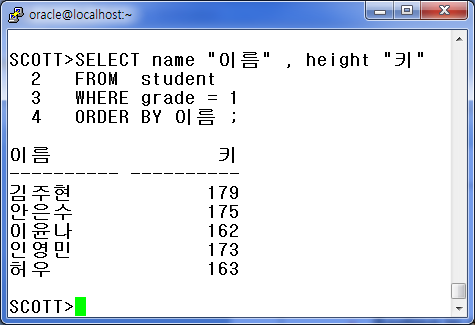 oracle@localhost:~
SCOTT>SELECT name "이름" , height "키"
2 FROM student
3 WHERE grade = 1
4 ORDER BY 이름 ;
이름 키
---------- ----------
김주현 179
안은수 175
이윤나 162
인영민 173
허우 163
SCOTT>